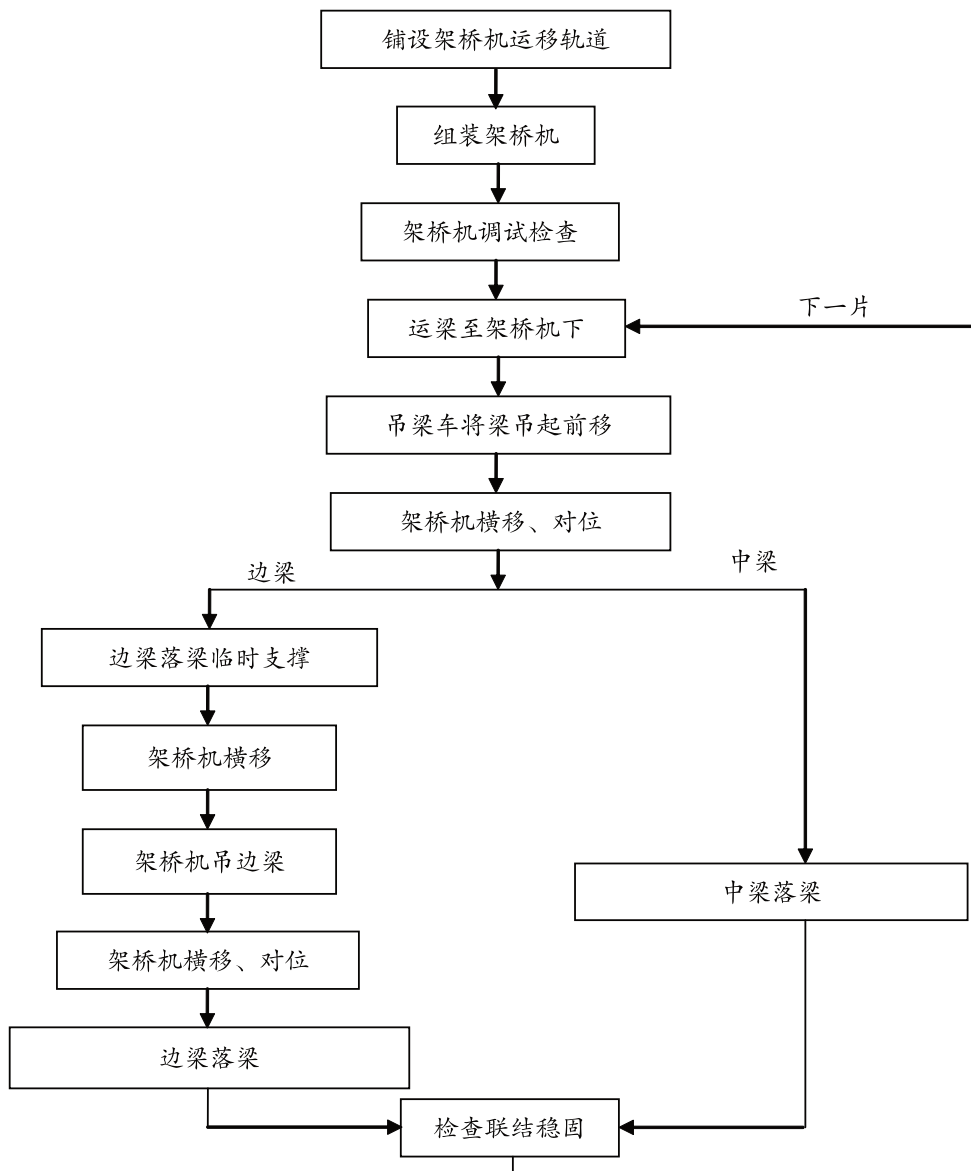 铺设架桥机运移轨道
组装架桥机
架桥机调试检查
下一片
运梁至架桥机下
吊梁车将梁吊起前移
架桥机横移、对位
边梁
中梁
边梁落梁临时支撑
架桥机横移
架桥机吊边梁
中梁落梁
架桥机横移、对位
边梁落梁
检查联结稳固